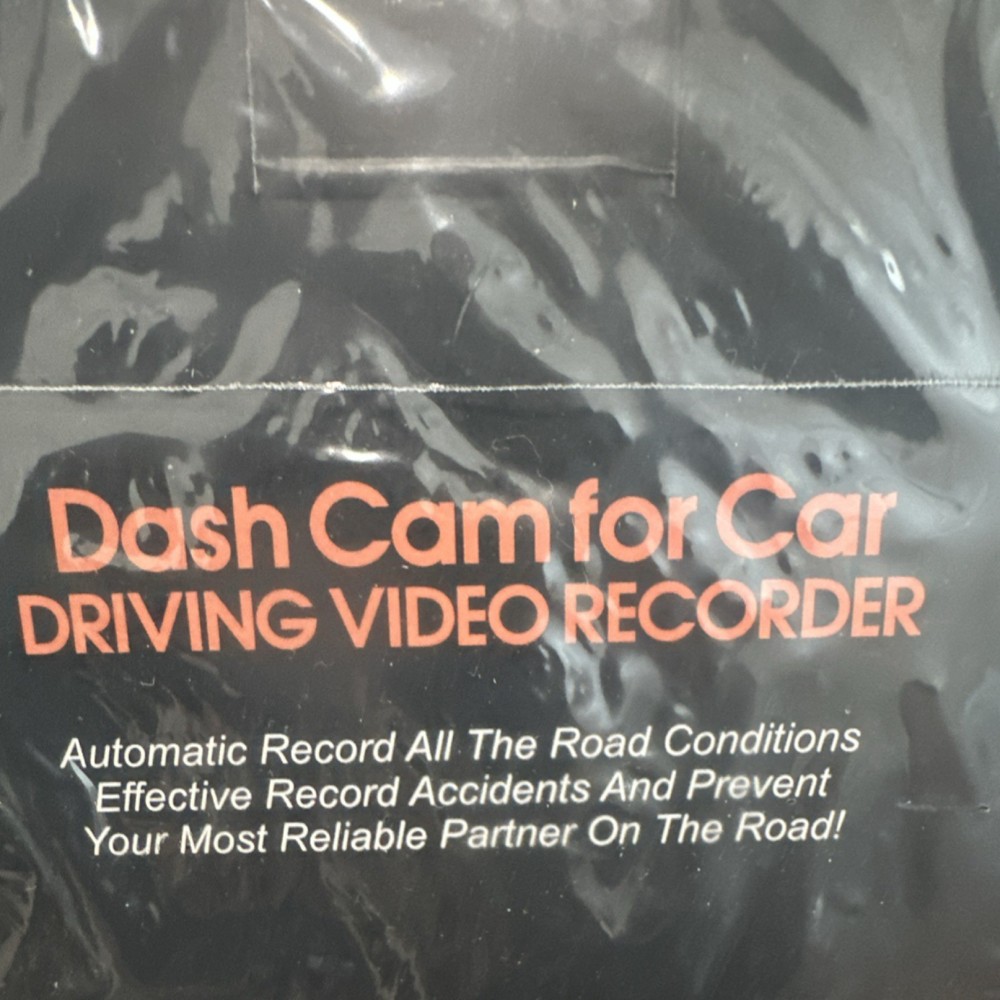 Dash Cam for Car
DRIVING VIDEO RECORDER
Automatic Record All The Road Conditions
Effective Record Accidents And Prevent
Your Most Reliable Partner On The Road!